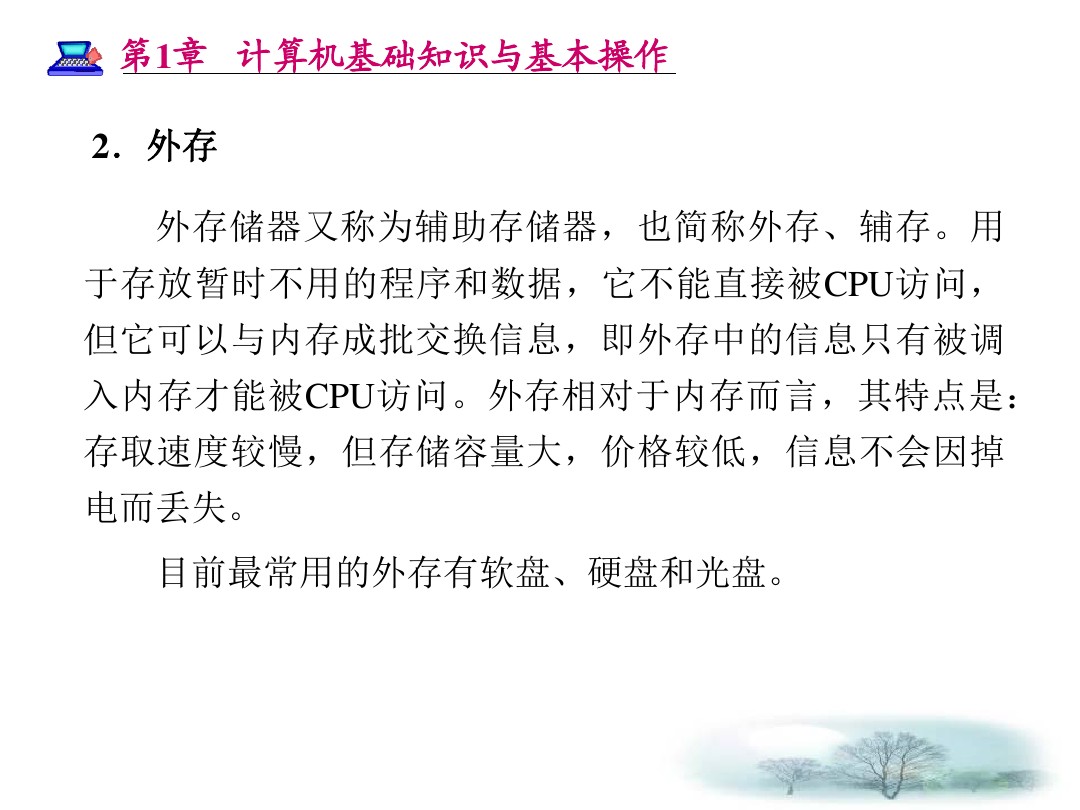 第1章 计算机基础知识与基本操作
2．外存
外存储器又称为辅助存储器，也简称外存、辅存。用
于存放暂时不用的程序和数据，它不能直接被CPU访问，
但它可以与内存成批交换信息，即外存中的信息只有被调
入内存才能被CPU访问。外存相对于内存而言，其特点是：
存取速度较慢，但存储容量大，价格较低，信息不会因掉
电而丢失。
目前最常用的外存有软盘、硬盘和光盘。